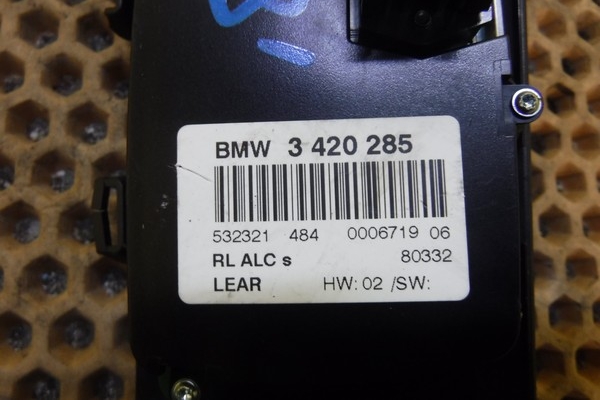 BMW 3 420 285
532321 484 0006719 06
RL ALC s 80332
LEAR HW: 02 /SW: